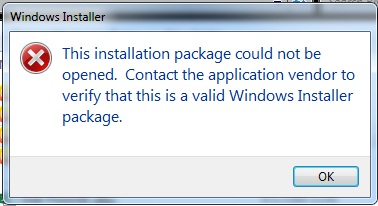 Windows Installer
This installation package could not be
opened. Contact the application vendor to
verify that this is a valid Windows Installer
package.
OK